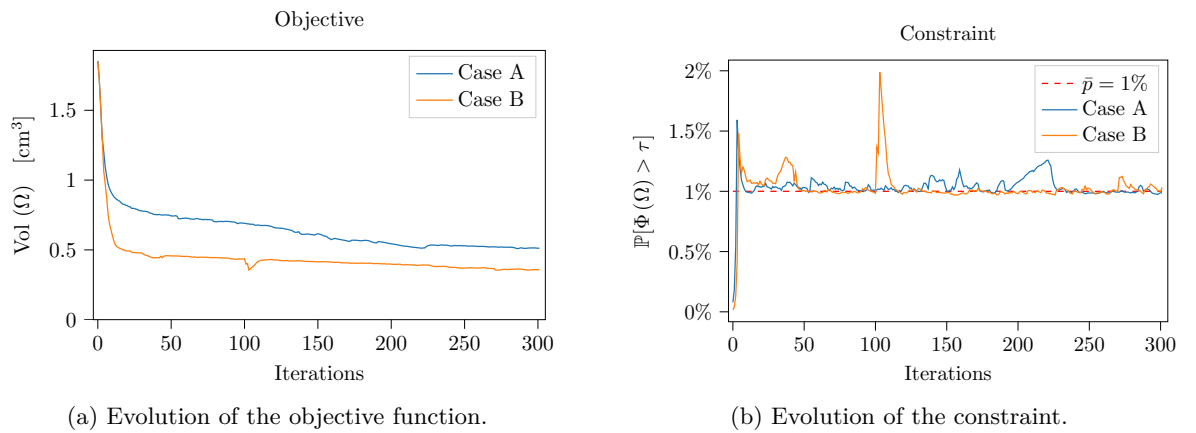 Objective
Vol (Ω) [cm³]
1.5
1
0.5
0
Case A
Case B
0 50 100 150 200 250 300
Iterations
(a) Evolution of the objective function.
Constraint
ℙ[Φ (Ω) > τ]
2%
1.5%
1%
0.5%
0%
p̄ = 1%
Case A
Case B
0 50 100 150 200 250 300
Iterations
(b) Evolution of the constraint.